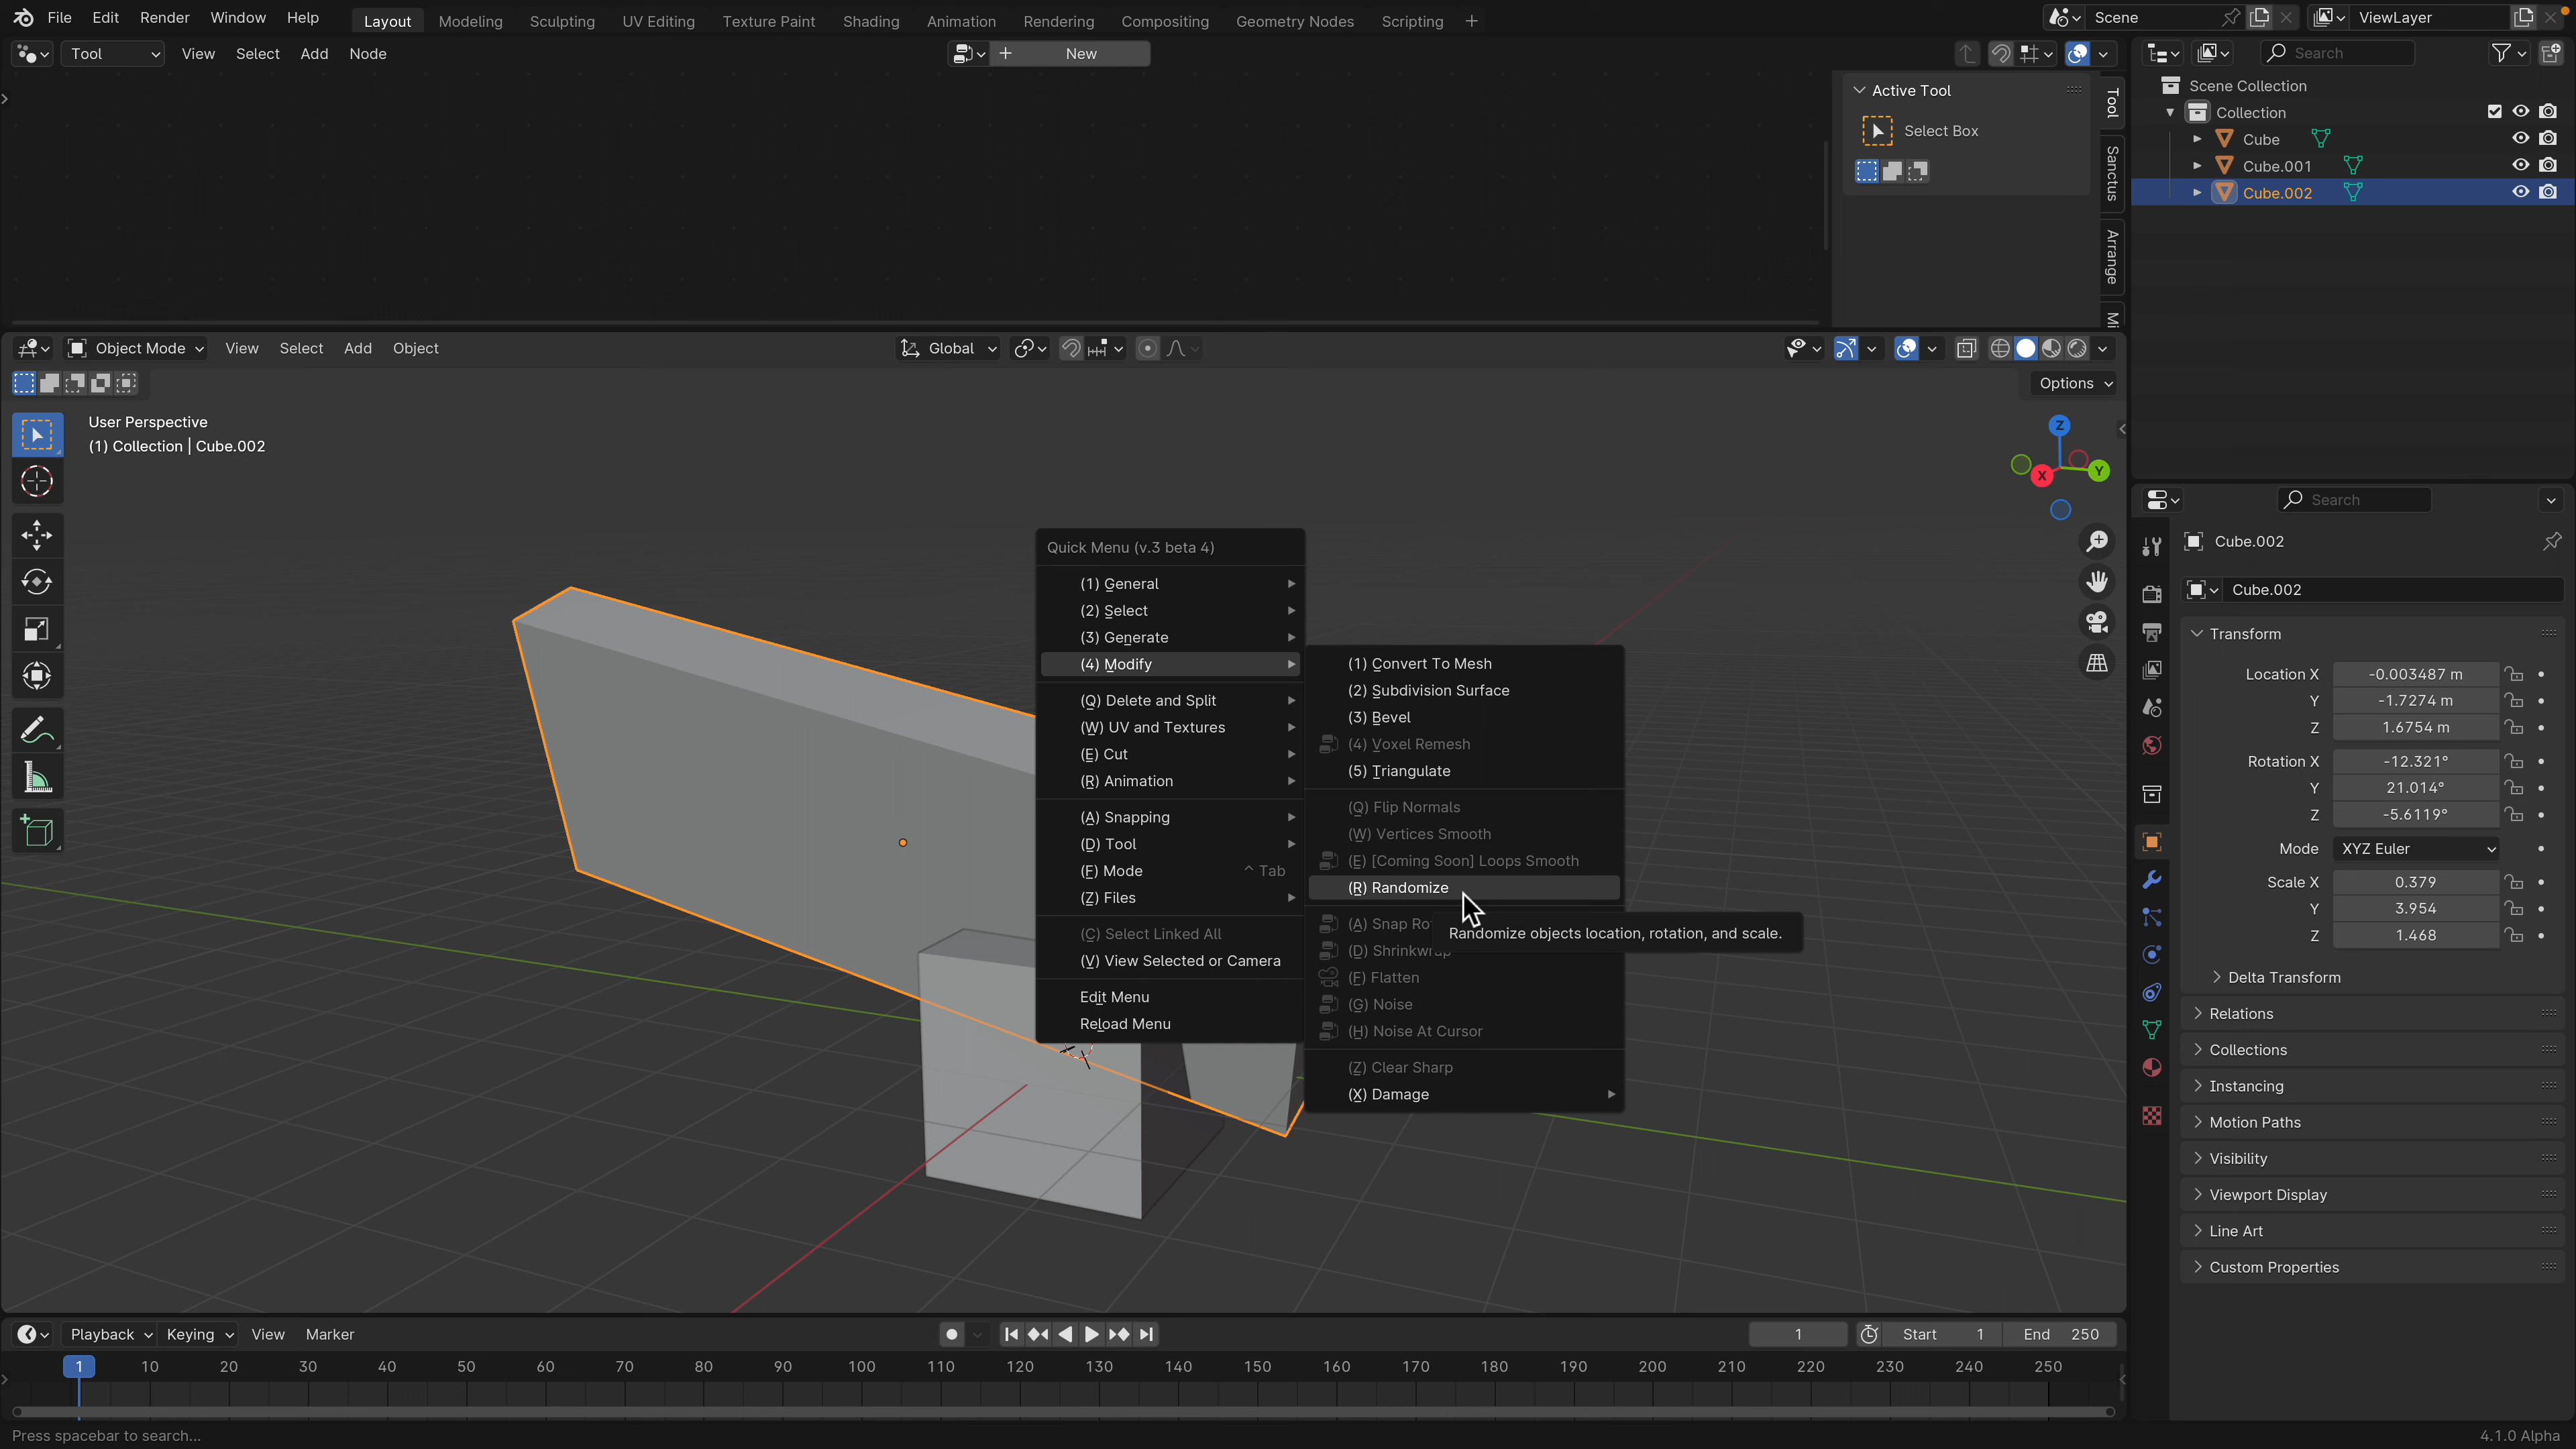 File Edit Render Window Help Layout Modeling Sculpting UV Editing Texture Paint Shading Animation Rendering Compositing Geometry Nodes Scripting + Scene ViewLayer
Tool View Select Add Node + New Search
Active Tool
Select Box
Tool
Sanctus
Arrange
Mi
Scene Collection
Collection
Cube
Cube.001
Cube.002
Object Mode View Select Add Object Global
Options
User Perspective
(1) Collection | Cube.002
Z
Y
X
Quick Menu (v.3 beta 4)
(1) General
(2) Select
(3) Generate
(4) Modify
(Q) Delete and Split
(W) UV and Textures
(E) Cut
(R) Animation
(A) Snapping
(D) Tool
(F) Mode ^ Tab
(Z) Files
(C) Select Linked All
(V) View Selected or Camera
Edit Menu
Reload Menu
(1) Convert To Mesh
(2) Subdivision Surface
(3) Bevel
(4) Voxel Remesh
(5) Triangulate
(Q) Flip Normals
(W) Vertices Smooth
(E) [Coming Soon] Loops Smooth
(R) Randomize
(A) Snap Ro
Randomize objects location, rotation, and scale.
(D) Shrinkwrap
(F) Flatten
(G) Noise
(H) Noise At Cursor
(Z) Clear Sharp
(X) Damage
Search
Cube.002
Cube.002
Transform
Location X -0.003487 m
Y -1.7274 m
Z 1.6754 m
Rotation X -12.321°
Y 21.014°
Z -5.6119°
Mode XYZ Euler
Scale X 0.379
Y 3.954
Z 1.468
Delta Transform
Relations
Collections
Instancing
Motion Paths
Visibility
Viewport Display
Line Art
Custom Properties
Playback Keying View Marker 1 Start 1 End 250
1 10 20 30 40 50 60 70 80 90 100 110 120 130 140 150 160 170 180 190 200 210 220 230 240 250
Press spacebar to search... 4.1.0 Alpha